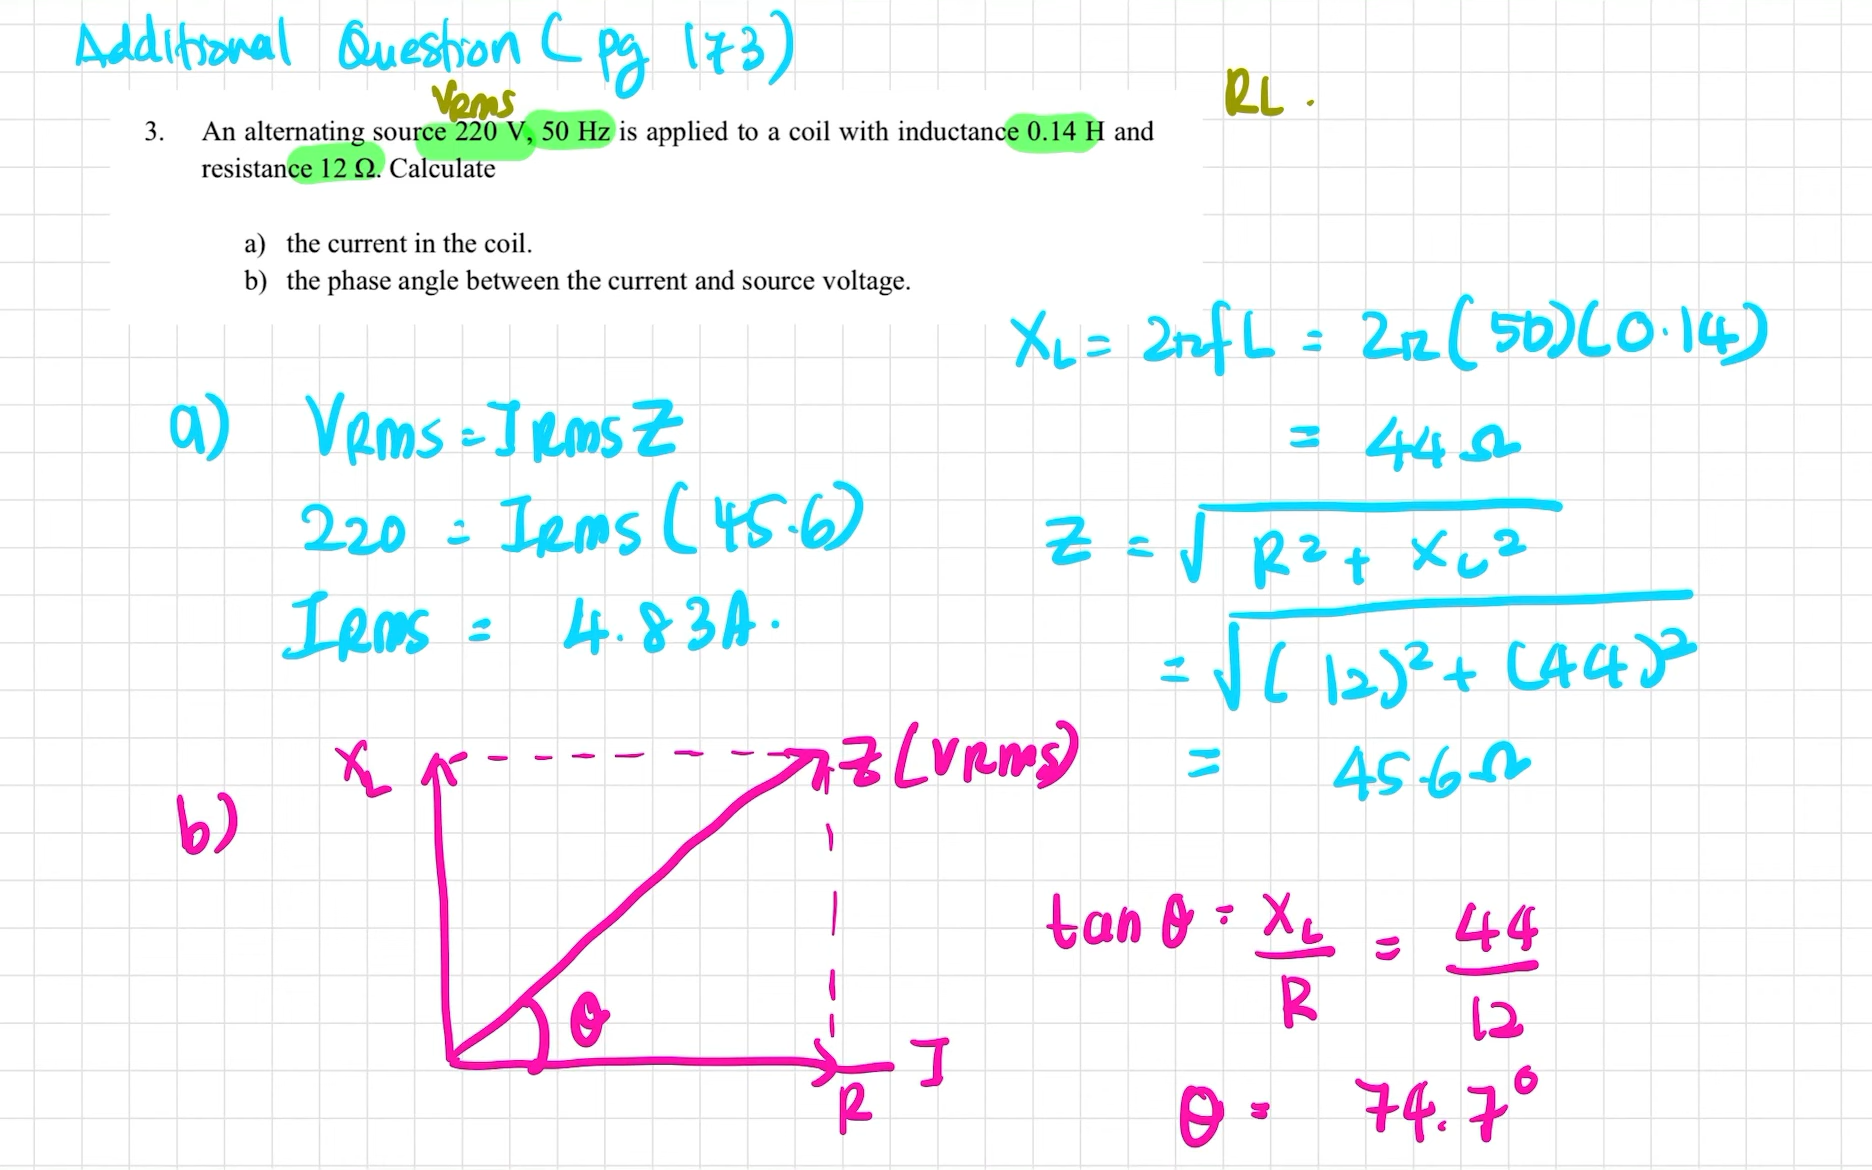 Additional Question (pg 173)
VRMS
RL.
3. An alternating source 220 V, 50 Hz is applied to a coil with inductance 0.14 H and
resistance 12 Ω. Calculate
a) the current in the coil.
b) the phase angle between the current and source voltage.
XL = 2πfL = 2π(50)(0.14)
= 44 Ω
a) VRMS = IRMS Z
220 = IRMS (45.6)
IRMS = 4.83A.
Z = √R² + XL²
= √(12)² + (44)²
= 45.6 Ω
b)
XL
Z (VRMS)
θ
I
R
tan θ = XL/R = 44/12
θ = 74.7°